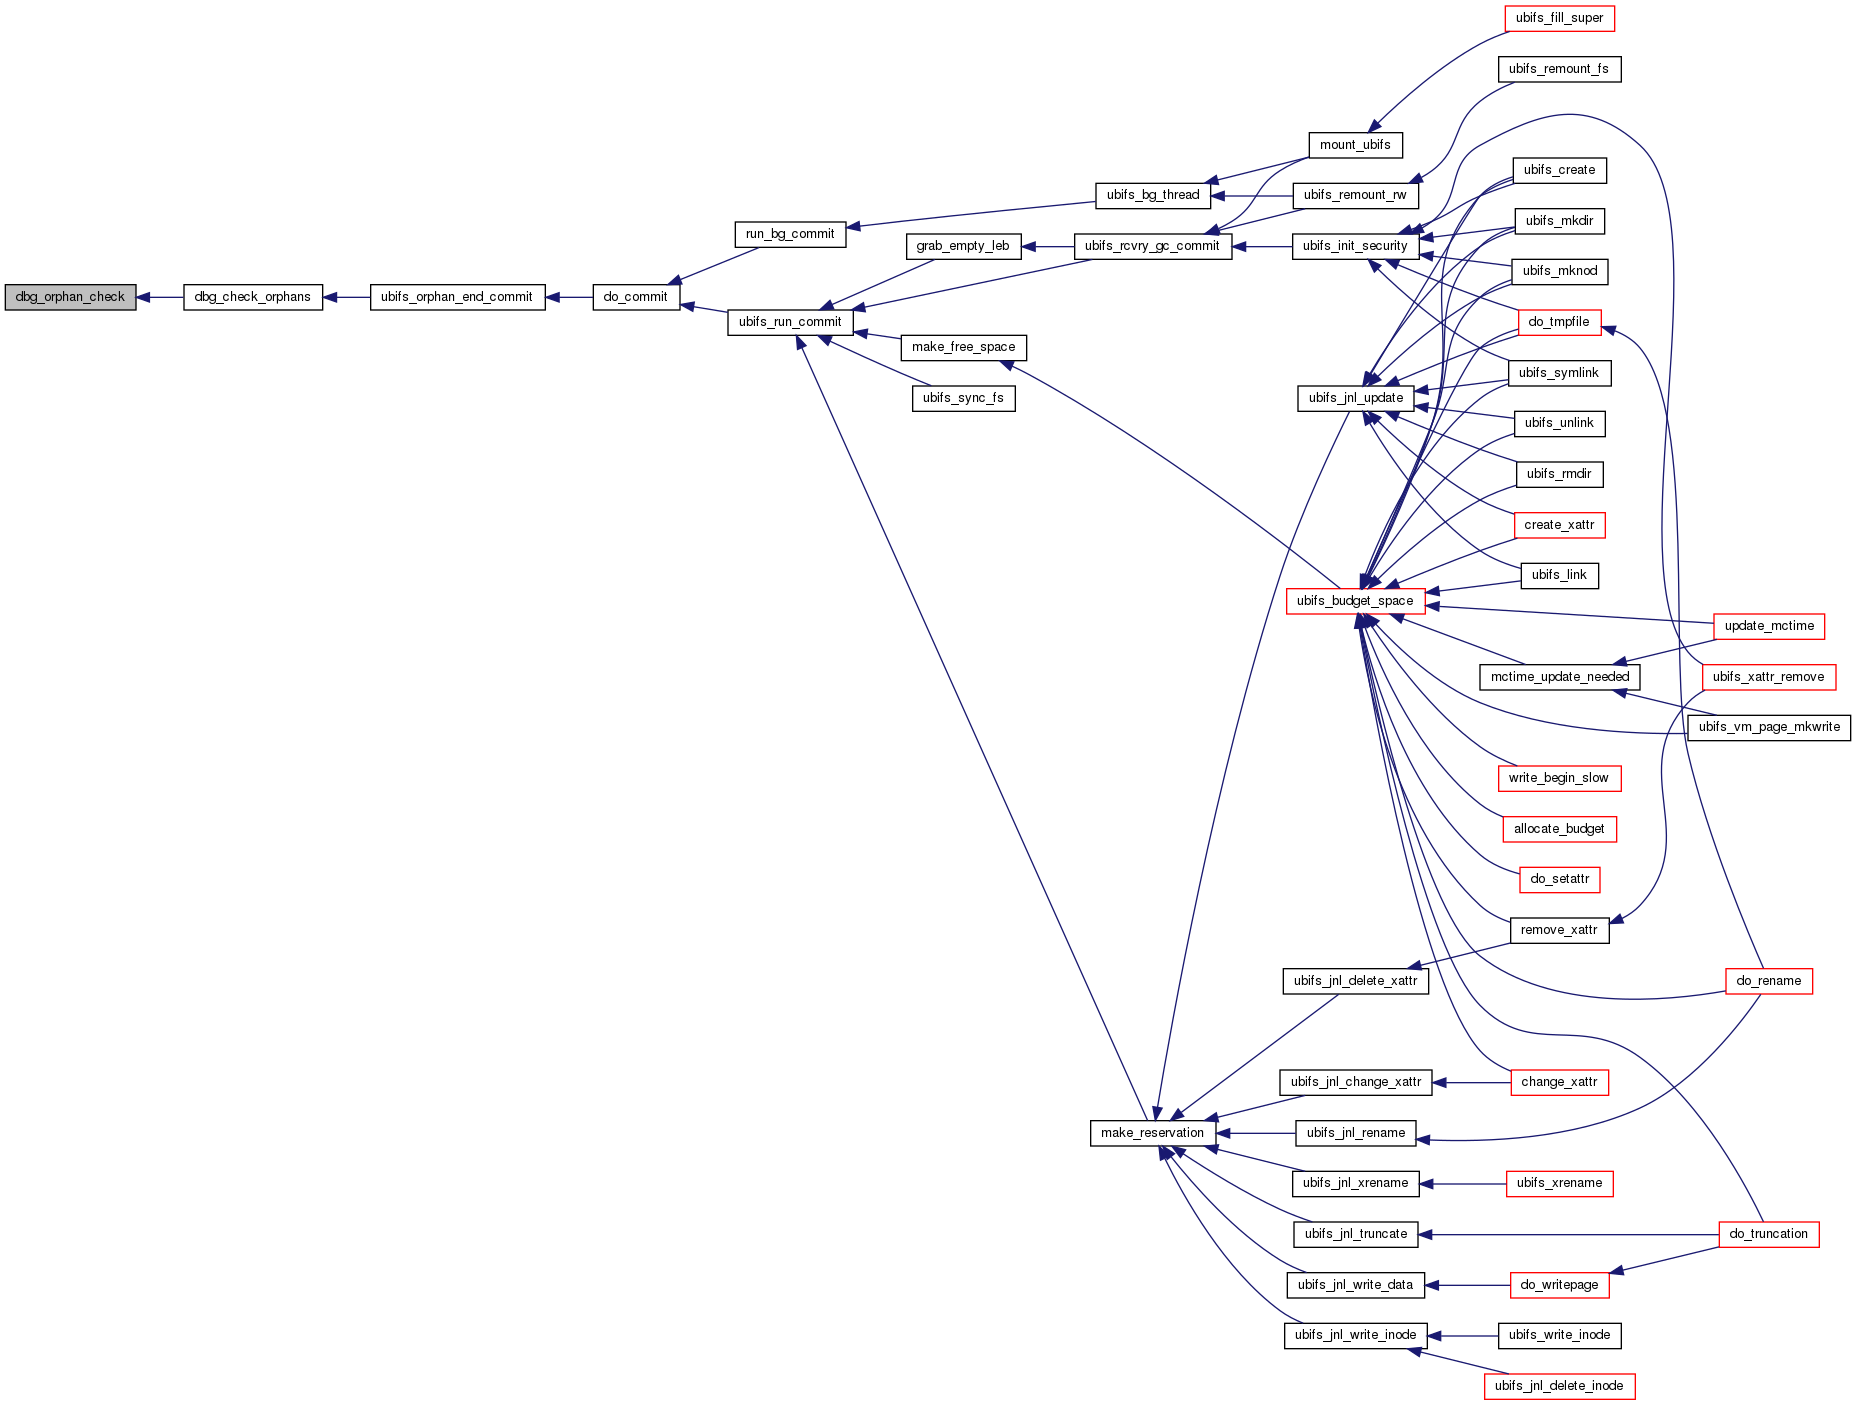 ubifs_fill_super
ubifs_remount_fs
mount_ubifs
ubifs_create
ubifs_bg_thread
ubifs_remount_rw
ubifs_mkdir
run_bg_commit
grab_empty_leb
ubifs_rcvry_gc_commit
ubifs_init_security
ubifs_mknod
dbg_orphan_check
dbg_check_orphans
ubifs_orphan_end_commit
do_commit
ubifs_run_commit
do_tmpfile
make_free_space
ubifs_symlink
ubifs_sync_fs
ubifs_jnl_update
ubifs_unlink
ubifs_rmdir
create_xattr
ubifs_link
ubifs_budget_space
update_mctime
mctime_update_needed
ubifs_xattr_remove
ubifs_vm_page_mkwrite
write_begin_slow
allocate_budget
do_setattr
remove_xattr
ubifs_jnl_delete_xattr
do_rename
ubifs_jnl_change_xattr
change_xattr
make_reservation
ubifs_jnl_rename
ubifs_jnl_xrename
ubifs_xrename
ubifs_jnl_truncate
do_truncation
ubifs_jnl_write_data
do_writepage
ubifs_jnl_write_inode
ubifs_write_inode
ubifs_jnl_delete_inode